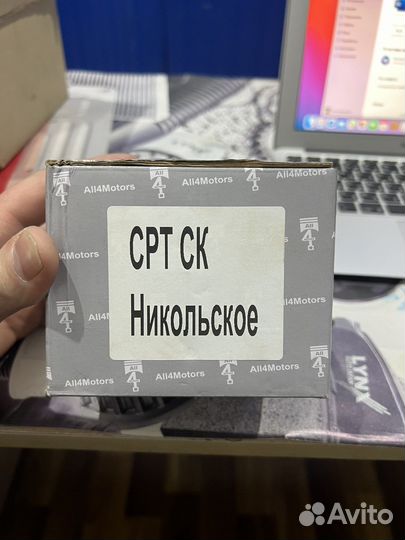 All4Motors
All4Motors
All4Motors
СРТ СК
Никольское
All4Motors
All4Motors
All4Motors
All4Motors
LYNX
Avito